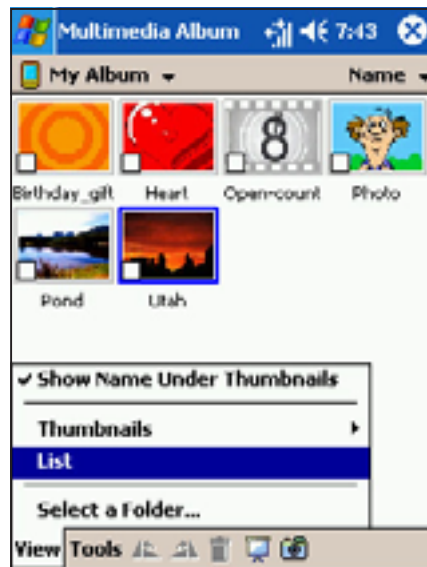 Multimedia Album 7:43
My Album Name
8
Birthday_gift Heart Open-count Photo
Pond Utah
Show Name Under Thumbnails
Thumbnails
List
Select a Folder...
View Tools